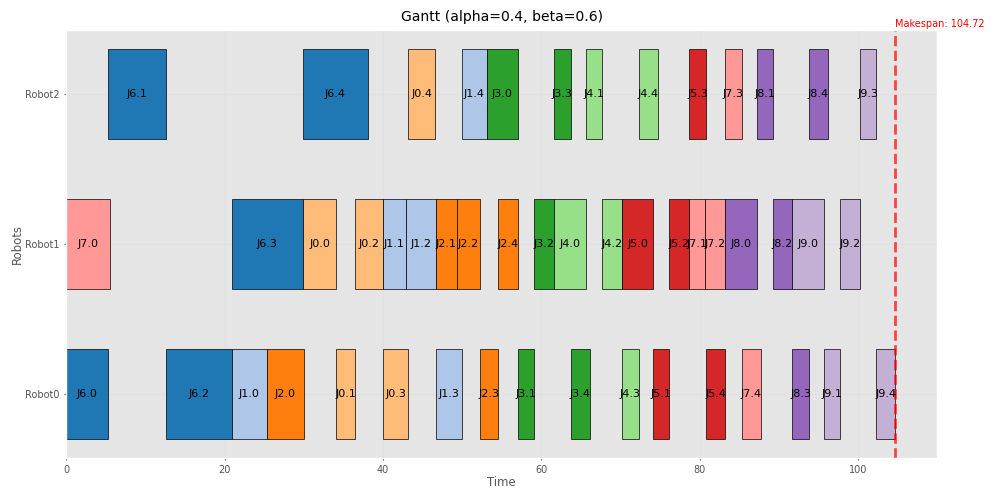 Gantt (alpha=0.4, beta=0.6)
Makespan: 104.72
Robots
Robot2
J6.1 J6.4 J0.4 J1.4 J3.0 J3.3 J4.1 J4.4 J5.3 J7.3 J8.1 J8.4 J9.3
Robot1
J7.0 J6.3 J0.0 J0.2 J1.1 J1.2 J2.1 J2.2 J2.4 J3.2 J4.0 J4.2 J5.0 J5.2 J7.1 J7.2 J8.0 J8.2 J9.0 J9.2
Robot0
J6.0 J6.2 J1.0 J2.0 J0.1 J0.3 J1.3 J2.3 J3.1 J3.4 J4.3 J5.1 J5.4 J7.4 J8.3 J9.1 J9.4
0 20 40 60 80 100
Time